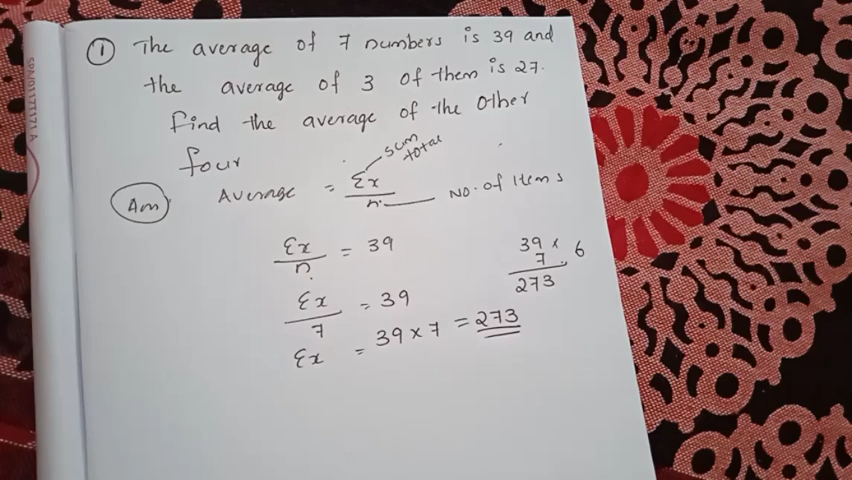 ① The average of 7 numbers is 39 and
the average of 3 of them is 27.
find the average of the other
four
sum
total
Ans Average = Σx/n No. of Items
Σx/n = 39
39 ×
7 6
273
Σx/7 = 39
Σx = 39 × 7 = 273